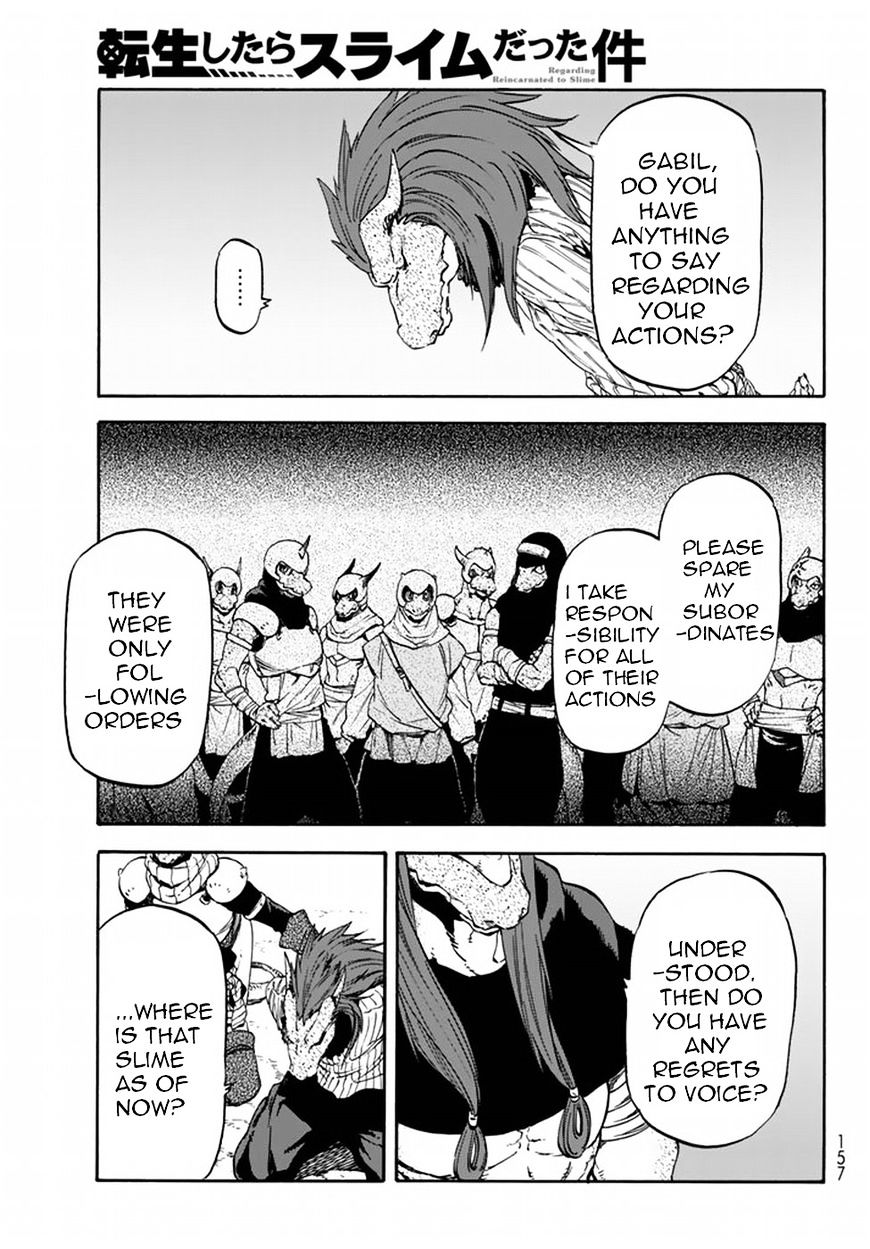 転生したらスライムだった件
Regarding
Reincarnated to Slime
GABIL,
DO YOU
HAVE
ANYTHING
TO SAY
REGARDING
YOUR
ACTIONS?
......
PLEASE
SPARE
MY
SUBOR
-DINATES
I TAKE
RESPON
-SIBILITY
FOR ALL
OF THEIR
ACTIONS
THEY
WERE
ONLY
FOL
-LOWING
ORDERS
UNDER
-STOOD.
THEN DO
YOU HAVE
ANY
REGRETS
TO VOICE?
...WHERE
IS THAT
SLIME
AS OF
NOW?
157